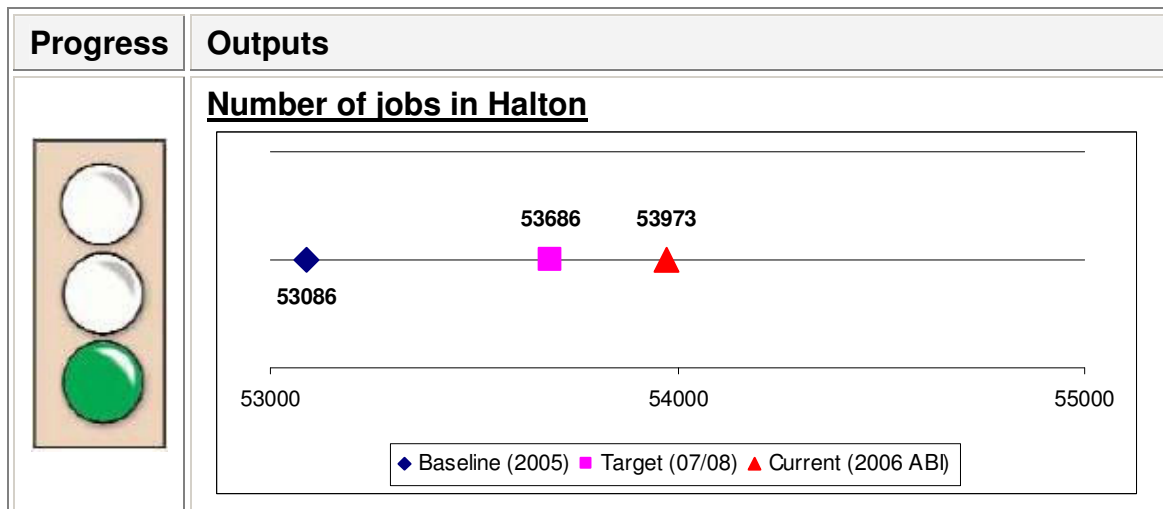 Progress
Outputs
Number of jobs in Halton
53686
53973
53086
53000
54000
55000
Baseline (2005)
Target (07/08)
Current (2006 ABI)